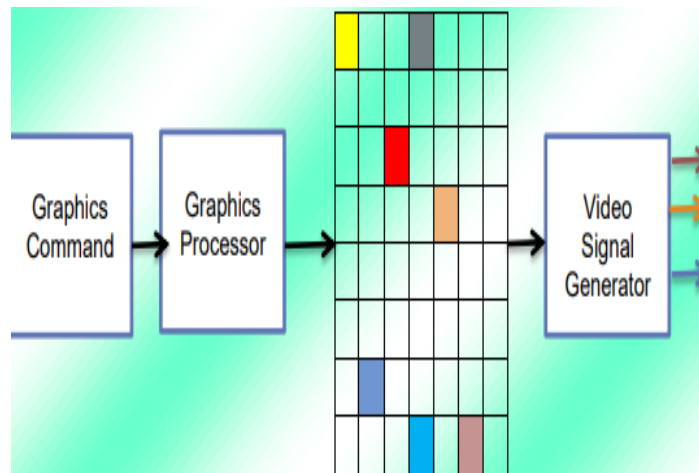 Graphics
Command
Graphics
Processor
Video
Signal
Generator